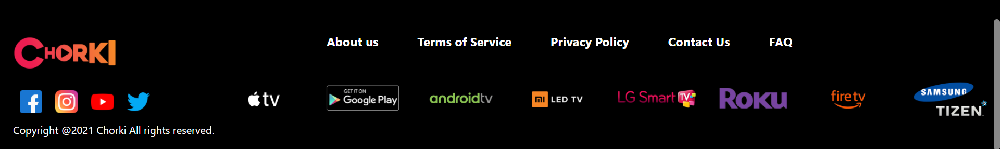 CHORKI
About us Terms of Service Privacy Policy Contact Us FAQ
tv
GET IT ON
Google Play
androidtv
mi LED TV
LG Smart TV
ROKU
fire tv
SAMSUNG
TIZEN
Copyright @2021 Chorki All rights reserved.